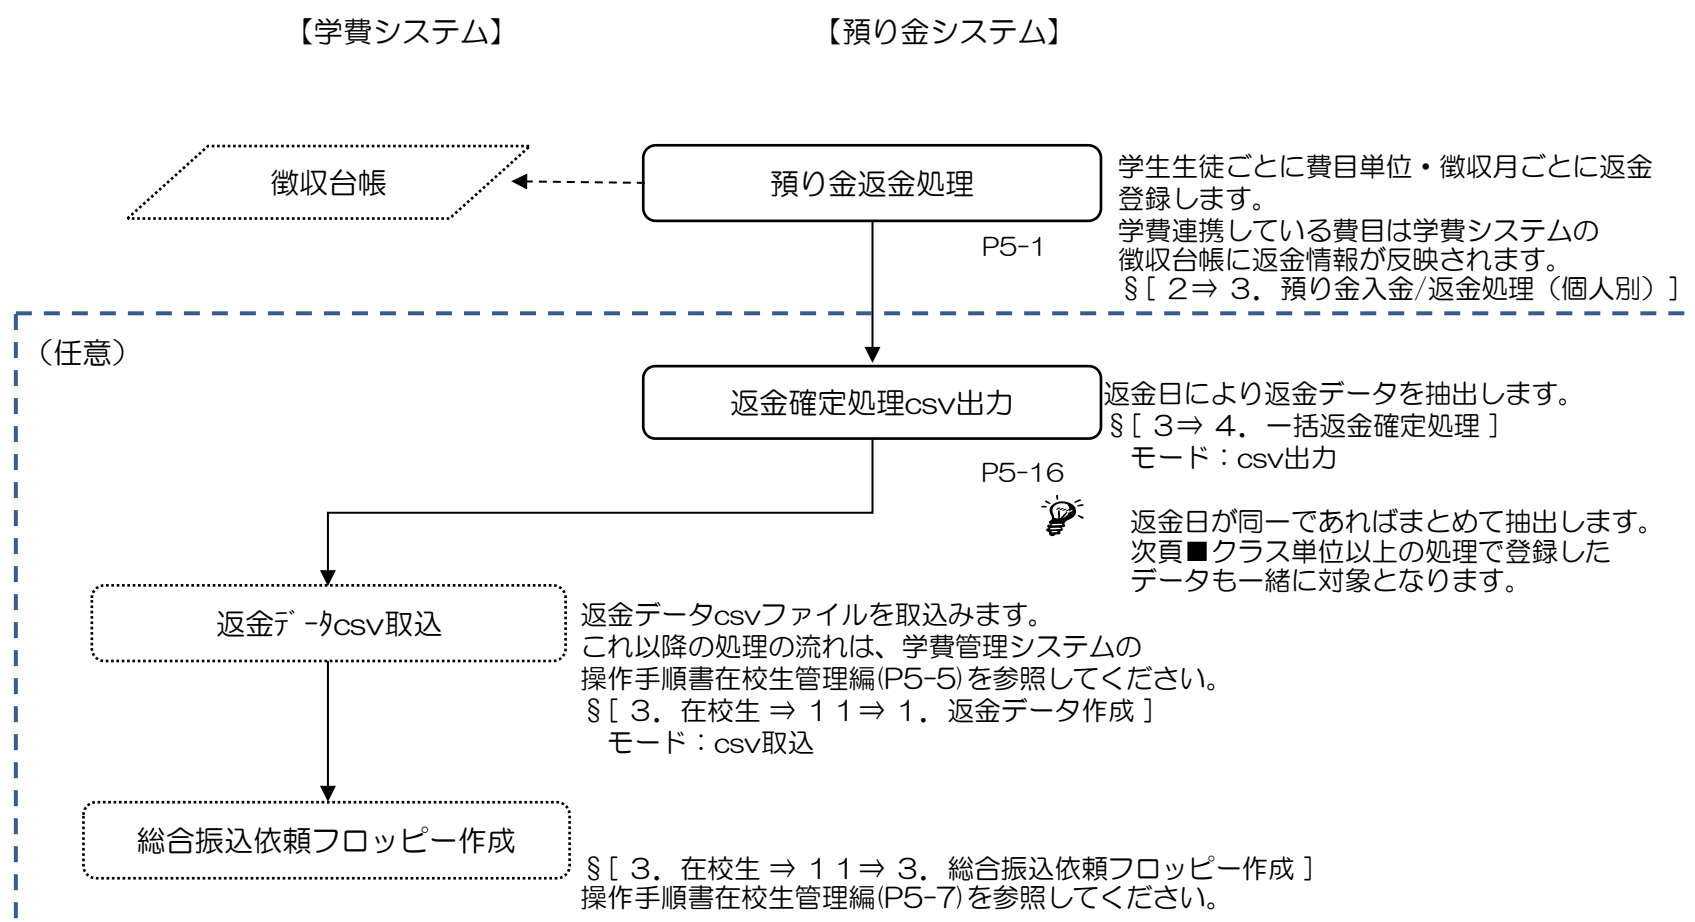 【学費システム】
【預り金システム】
徴収台帳
預り金返金処理
P5-1
学生生徒ごとに費目単位・徴収月ごとに返金
登録します。
学費連携している費目は学費システムの
徴収台帳に返金情報が反映されます。
§[ 2⇒ 3．預り金入金/返金処理（個人別）]
（任意）
返金確定処理csv出力
P5-16
返金日により返金データを抽出します。
§[ 3⇒ 4．一括返金確定処理 ]
モード：csv出力
返金日が同一であればまとめて抽出します。
次頁■クラス単位以上の処理で登録した
データも一緒に対象となります。
返金ﾃﾞｰﾀcsv取込
返金データcsvファイルを取込みます。
これ以降の処理の流れは、学費管理システムの
操作手順書在校生管理編(P5-5)を参照してください。
§[ 3．在校生 ⇒ 11⇒ 1．返金データ作成 ]
モード：csv取込
総合振込依頼フロッピー作成
§[ 3．在校生 ⇒ 11⇒ 3．総合振込依頼フロッピー作成 ]
操作手順書在校生管理編(P5-7)を参照してください。